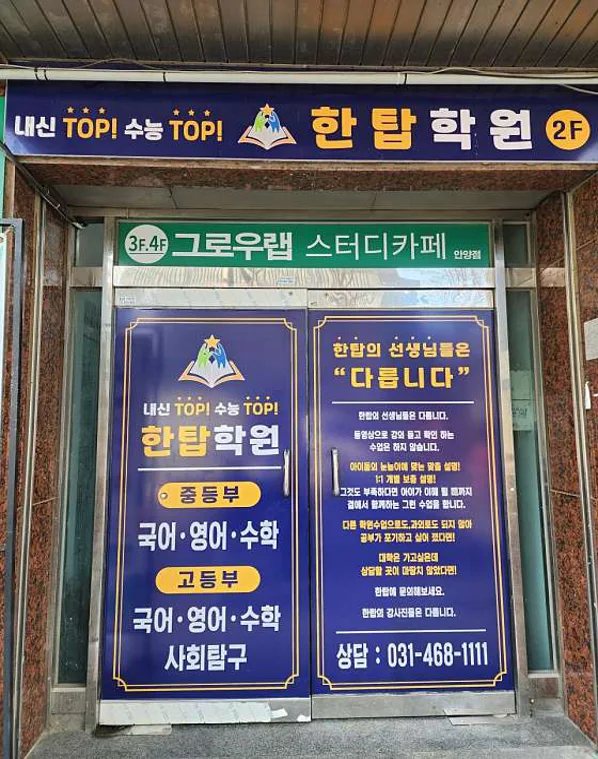 내신 TOP! 수능 TOP! 한탑학원 2F
3F.4F 그로우랩 스터디카페 안양점
내신 TOP! 수능 TOP!
한탑학원
중등부
국어·영어·수학
고등부
국어·영어·수학
사회탐구
한탑의 선생님들은
“다릅니다”
한탑의 선생님들은 다릅니다.
동영상으로 강의 듣고 확인 하는
수업은 하지 않습니다.
아이들의 눈높이에 맞는 맞춤 설명!
1:1 개별 보충 설명!
그것도 부족하다면 아이가 이해 될 때까지
곁에서 함께하는 그런 수업을 합니다.
다른 학원수업으로도,과외로도 되지 않아
공부가 포기하고 싶어 졌다면!
대학은 가고싶은데
상담할 곳이 마땅치 않았다면!
한탑에 문의해보세요.
한탑의 강사진들은 다릅니다.
상담 : 031-468-1111